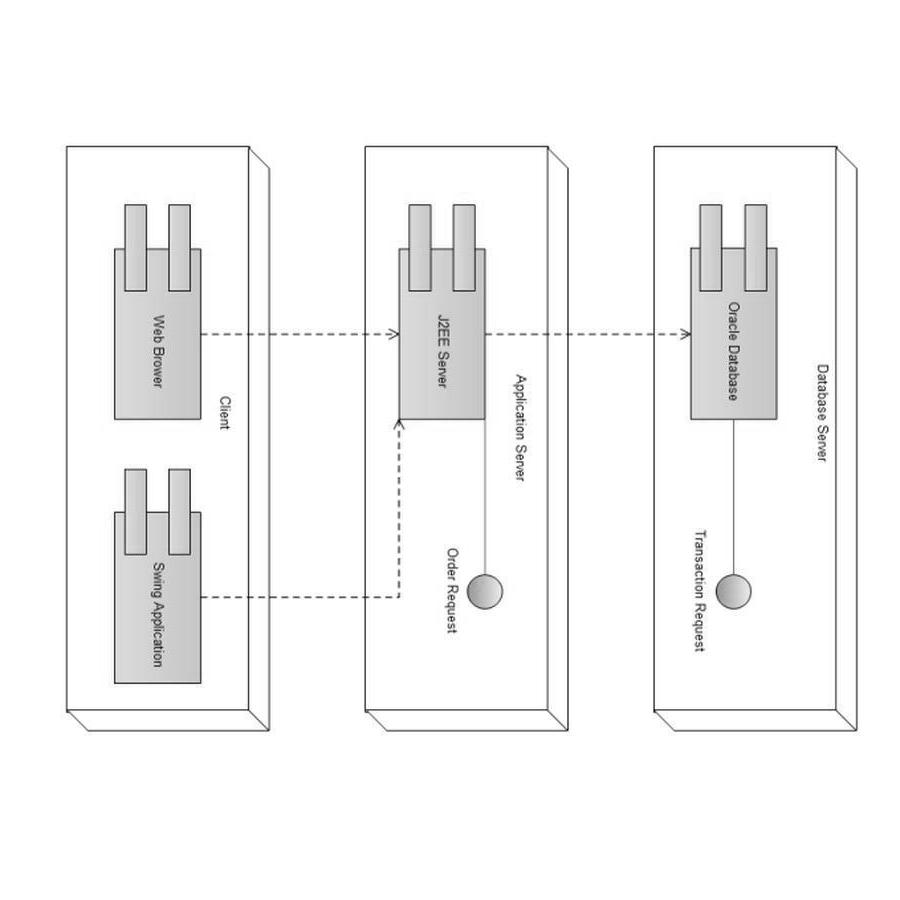 Database Server
Oracle Database
Transaction Request
Application Server
J2EE Server
Order Request
Client
Web Brower
Swing Application